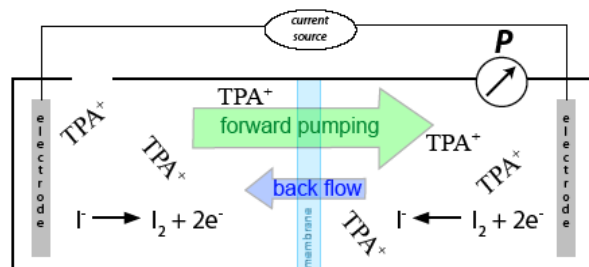 current
source
P
TPA⁺
TPA⁺
TPA⁺
forward pumping
TPA⁺
TPA⁺
back flow
TPA⁺
I⁻ → I₂ + 2e⁻
I⁻ ← I₂ + 2e⁻
electrode
membrane
electrode